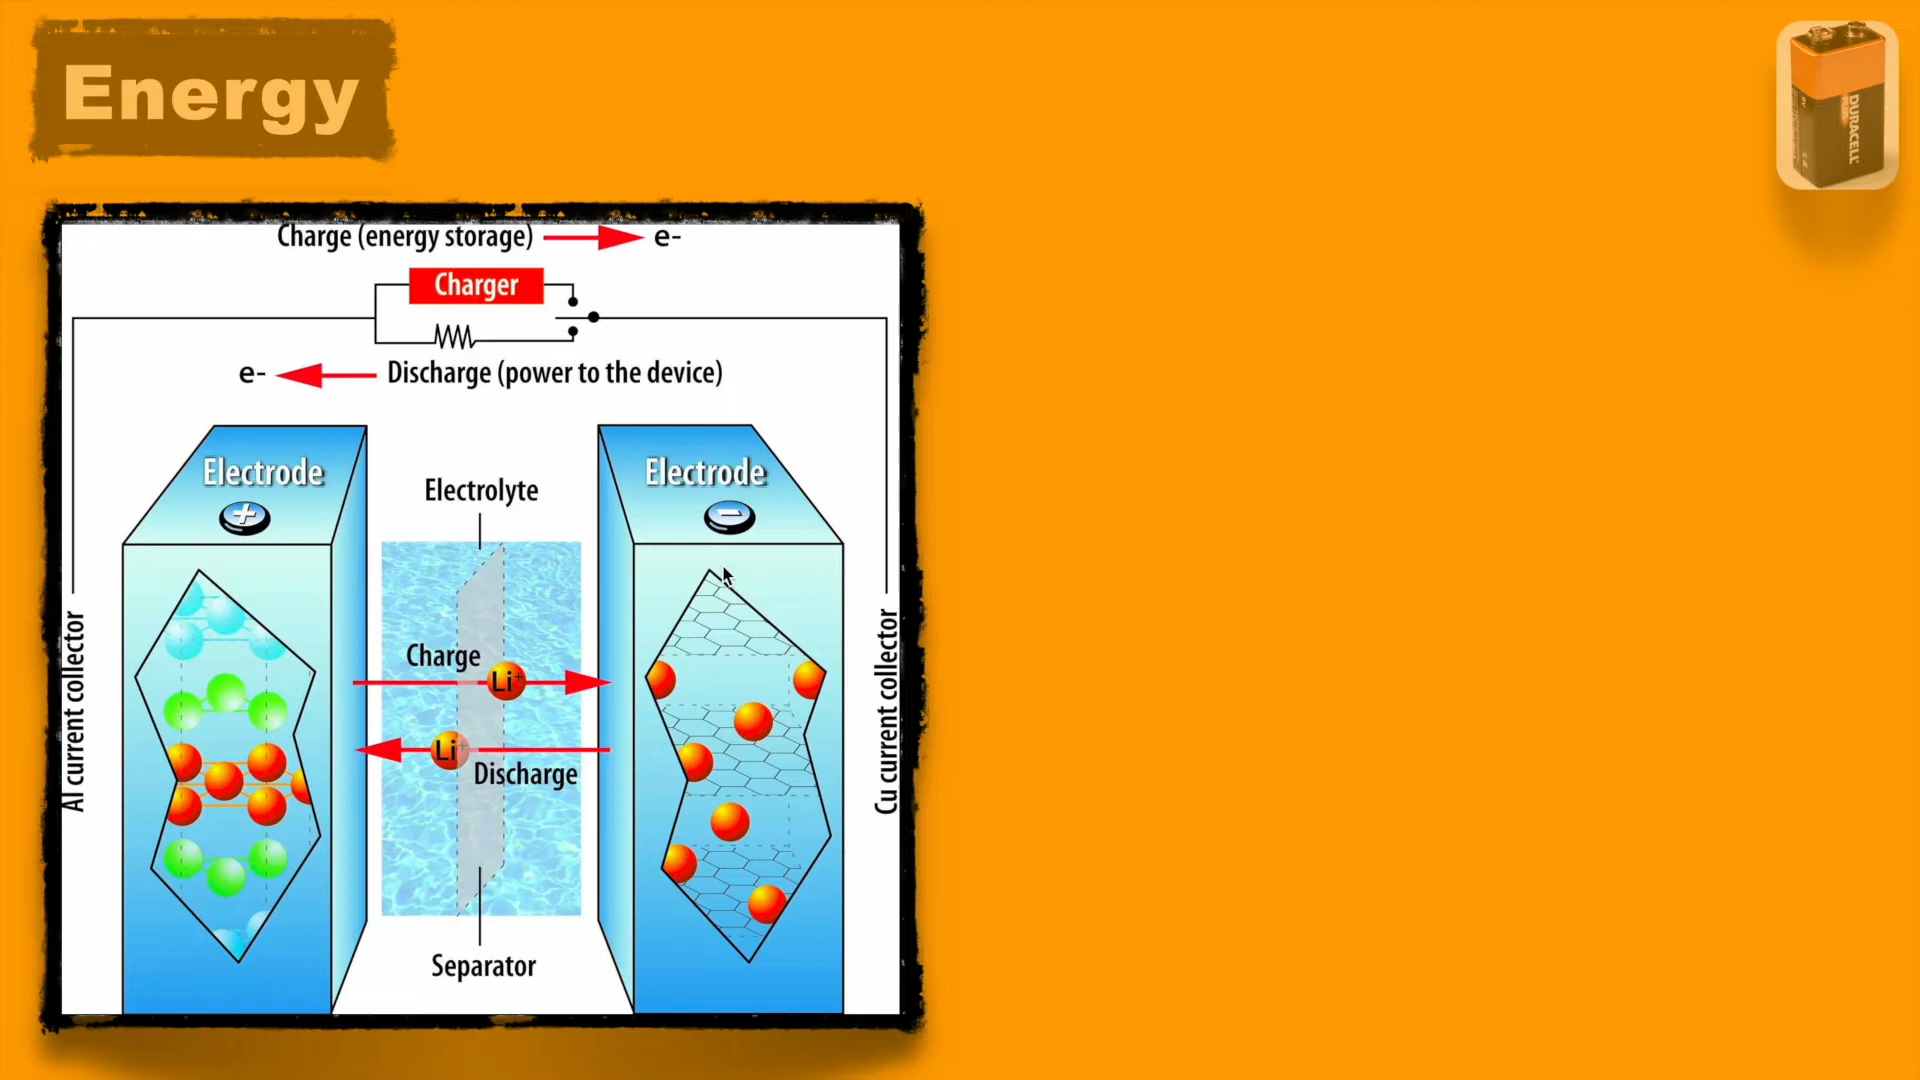 Energy
DURACELL
Charge (energy storage) e-
Charger
e- Discharge (power to the device)
Electrode
+
Electrode
−
Electrolyte
Charge
Li+
Li+
Discharge
Separator
Al current collector
Cu current collector